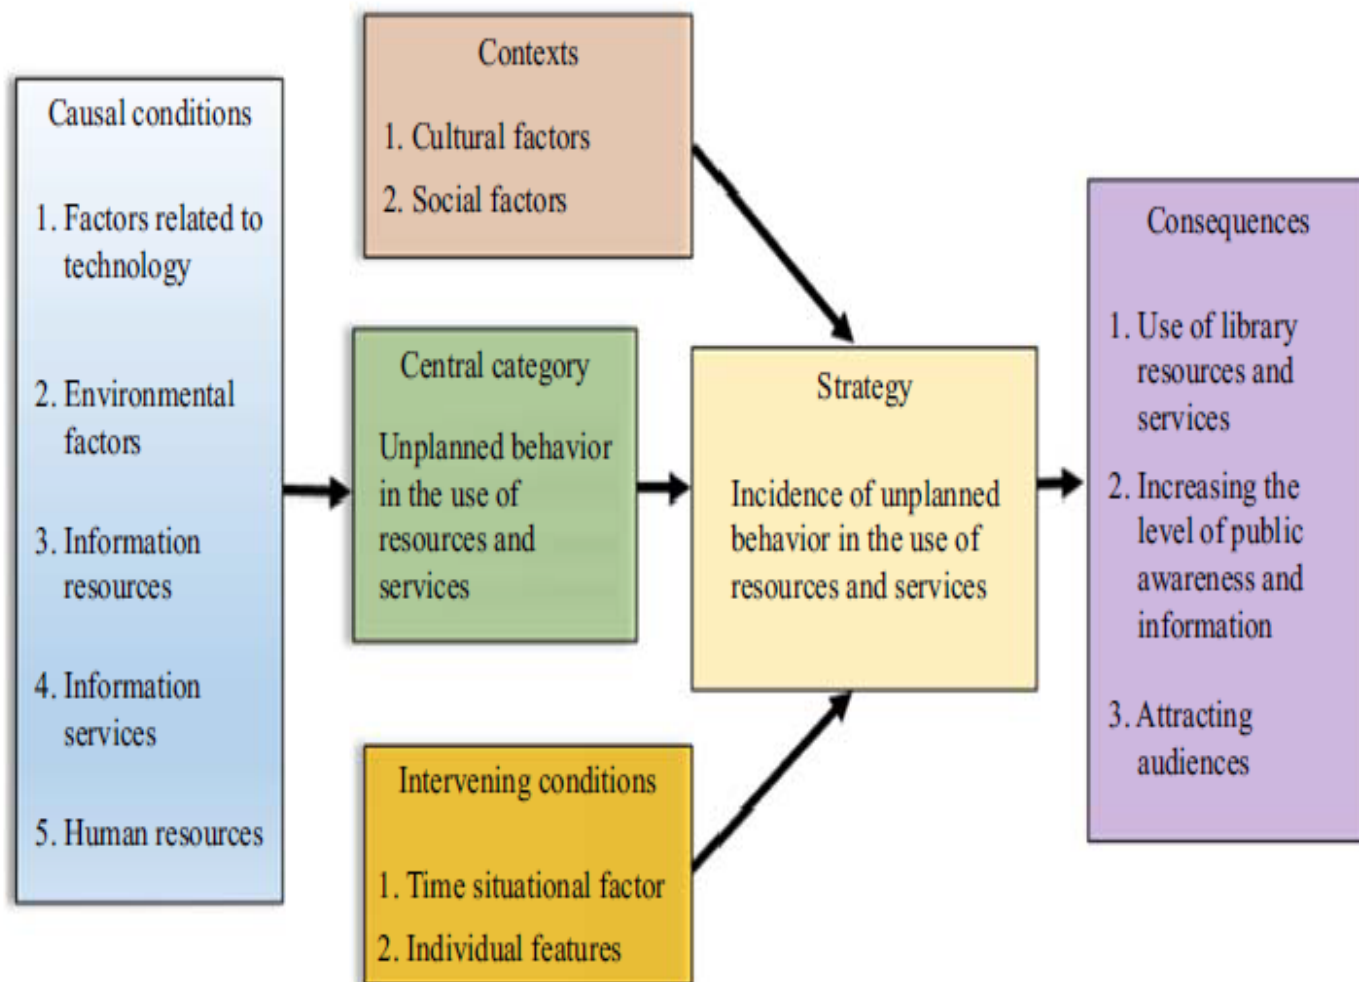 Causal conditions
1. Factors related to
technology
2. Environmental
factors
3. Information
resources
4. Information
services
5. Human resources
Contexts
1. Cultural factors
2. Social factors
Central category
Unplanned behavior
in the use of
resources and
services
Intervening conditions
1. Time situational factor
2. Individual features
Strategy
Incidence of unplanned
behavior in the use of
resources and services
Consequences
1. Use of library
resources and
services
2. Increasing the
level of public
awareness and
information
3. Attracting
audiences